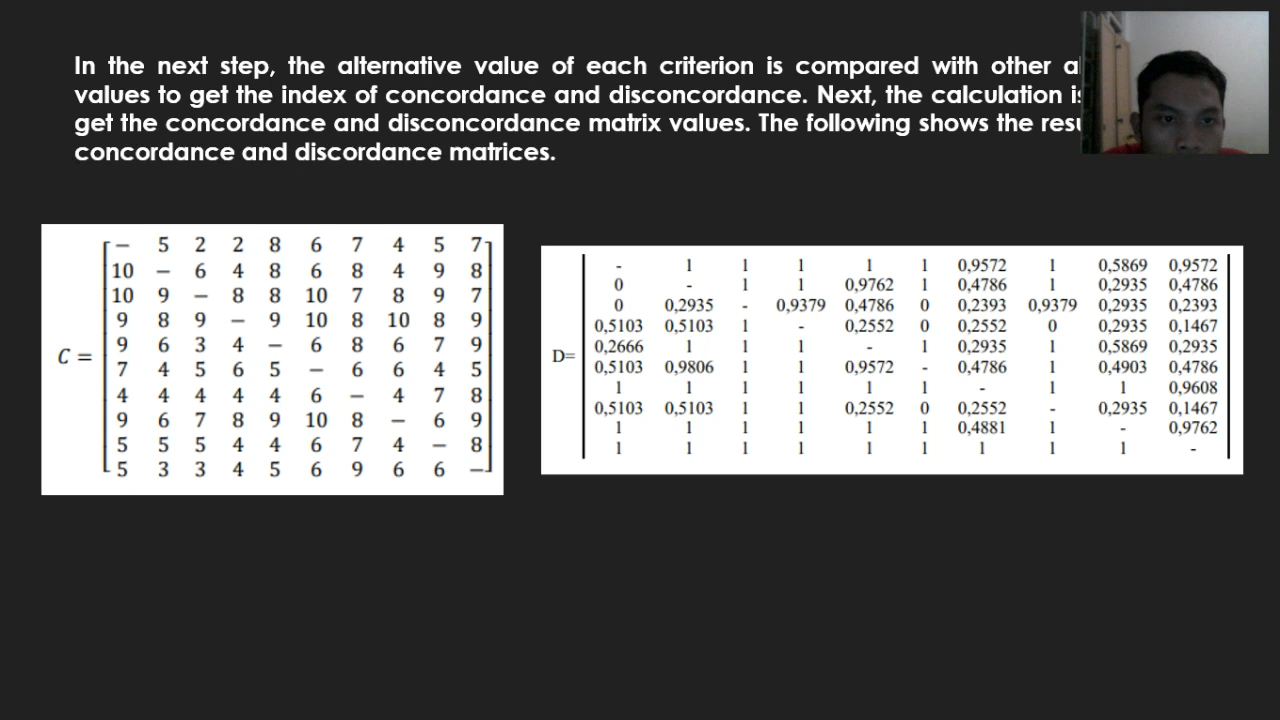 In the next step, the alternative value of each criterion is compared with other
values to get the index of concordance and disconcordance. Next, the calculation
get the concordance and disconcordance matrix values. The following shows the
concordance and discordance matrices.
C =
− 5 2 2 8 6 7 4 5 7
10 − 6 4 8 6 8 4 9 8
10 9 − 8 8 10 7 8 9 7
9 8 9 − 9 10 8 10 8 9
9 6 3 4 − 6 8 6 7 9
7 4 5 6 5 − 6 6 4 5
4 4 4 4 4 6 − 4 7 8
9 6 7 8 9 10 8 − 6 9
5 5 5 4 4 6 7 4 − 8
5 3 3 4 5 6 9 6 6 −
D=
- 1 1 1 1 1 0,9572 1 0,5869 0,9572
0 - 1 1 0,9762 1 0,4786 1 0,2935 0,4786
0 0,2935 - 0,9379 0,4786 0 0,2393 0,9379 0,2935 0,2393
0,5103 0,5103 1 - 0,2552 0 0,2552 0 0,2935 0,1467
0,2666 1 1 1 - 1 0,2935 1 0,5869 0,2935
0,5103 0,9806 1 1 0,9572 - 0,4786 1 0,4903 0,4786
1 1 1 1 1 1 - 1 1 0,9608
0,5103 0,5103 1 1 0,2552 0 0,2552 - 0,2935 0,1467
1 1 1 1 1 1 0,4881 1 - 0,9762
1 1 1 1 1 1 1 1 1 -